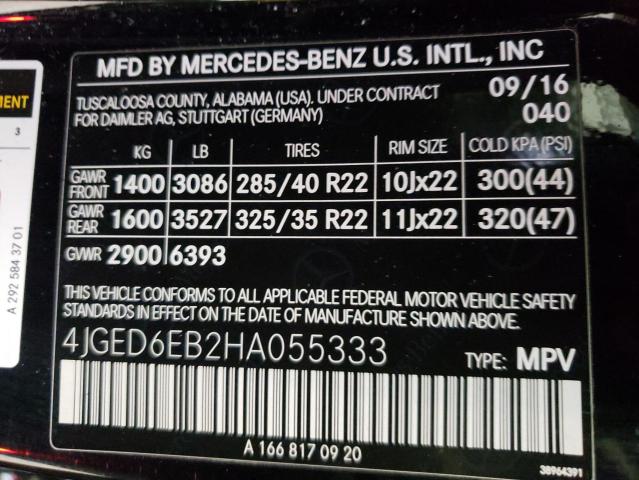 MFD BY MERCEDES-BENZ U.S. INTL., INC
TUSCALOOSA COUNTY, ALABAMA (USA). UNDER CONTRACT
FOR DAIMLER AG, STUTTGART (GERMANY)
09/16
040
KG LB TIRES RIM SIZE COLD KPA (PSI)
GAWR FRONT 1400 3086 285/40 R22 10Jx22 300(44)
GAWR REAR 1600 3527 325/35 R22 11Jx22 320(47)
GVWR 2900 6393
THIS VEHICLE CONFORMS TO ALL APPLICABLE FEDERAL MOTOR VEHICLE SAFETY
STANDARDS IN EFFECT ON THE DATE OF MANUFACTURE SHOWN ABOVE.
4JGED6EB2HA055333
TYPE: MPV
A 166 817 09 20
38964391
MENT
3
A 292 584 37 01